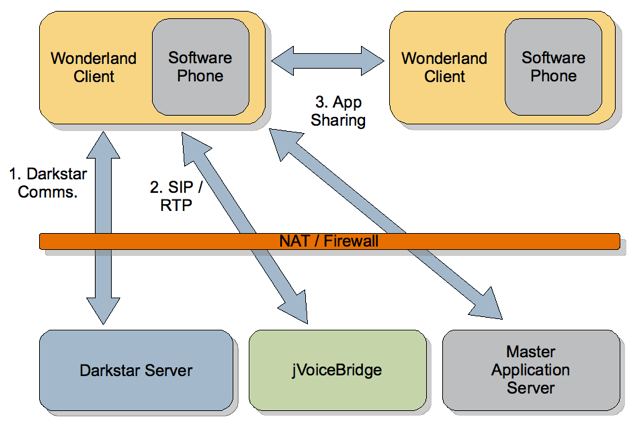 Wonderland
Client
Software
Phone
Wonderland
Client
Software
Phone
3. App
Sharing
1. Darkstar
Comms.
2. SIP /
RTP
NAT / Firewall
Darkstar Server
jVoiceBridge
Master
Application
Server